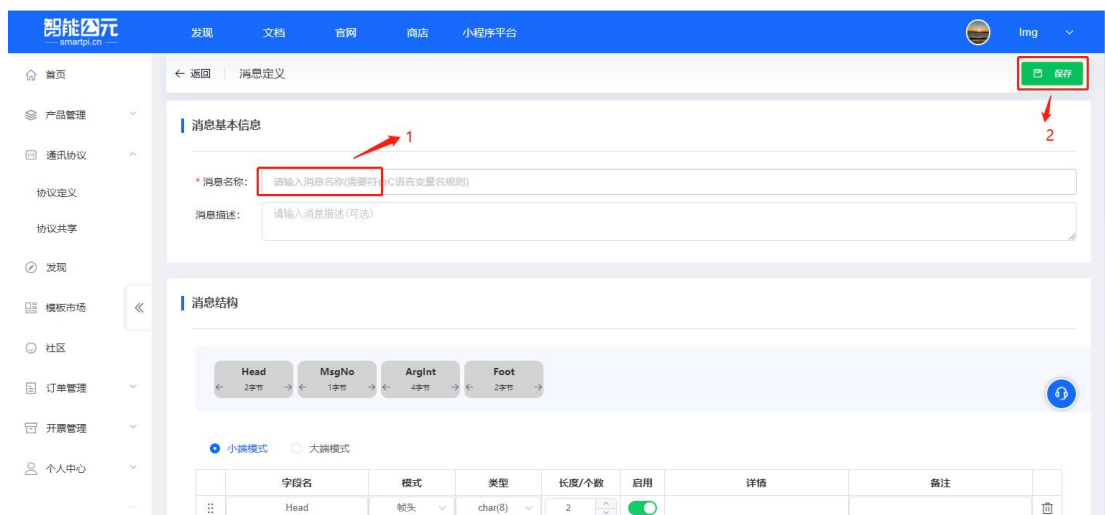 智能公元 发现 文档 官网 商店 小程序平台 lmg
smartpi.cn
首页 ← 返回 消息定义 保存
产品管理
消息基本信息 1 2
通讯协议
* 消息名称: 请输入消息名称(需要符合C语言变量名规则)
协议定义
消息描述: 请输入消息描述(可选)
协议共享
发现
模板市场 消息结构
社区
Head MsgNo ArgInt Foot
← 2字节 → ← 1字节 → ← 4字节 → ← 2字节 →
订单管理
开票管理
小端模式 大端模式
个人中心
字段名 模式 类型 长度/个数 启用 详情 备注
Head 帧头 char(8) 2